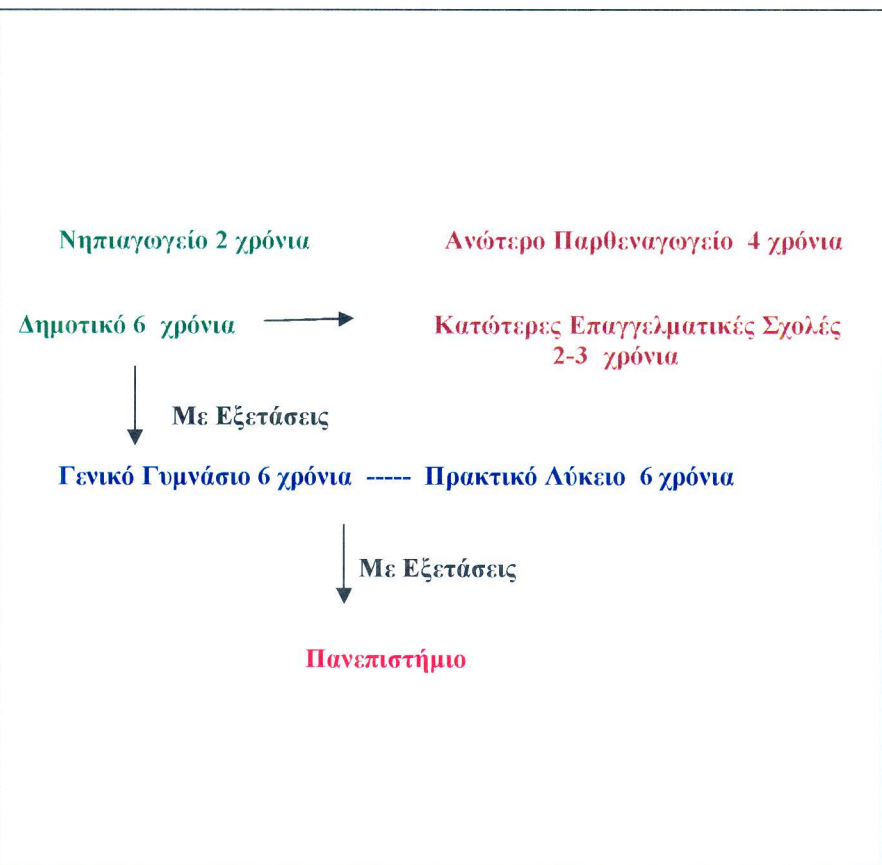 Νηπιαγωγείο 2 χρόνια Ανώτερο Παρθεναγωγείο 4 χρόνια
Δημοτικό 6 χρόνια Κατώτερες Επαγγελματικές Σχολές
2-3 χρόνια
Με Εξετάσεις
Γενικό Γυμνάσιο 6 χρόνια ----- Πρακτικό Λύκειο 6 χρόνια
Με Εξετάσεις
Πανεπιστήμιο